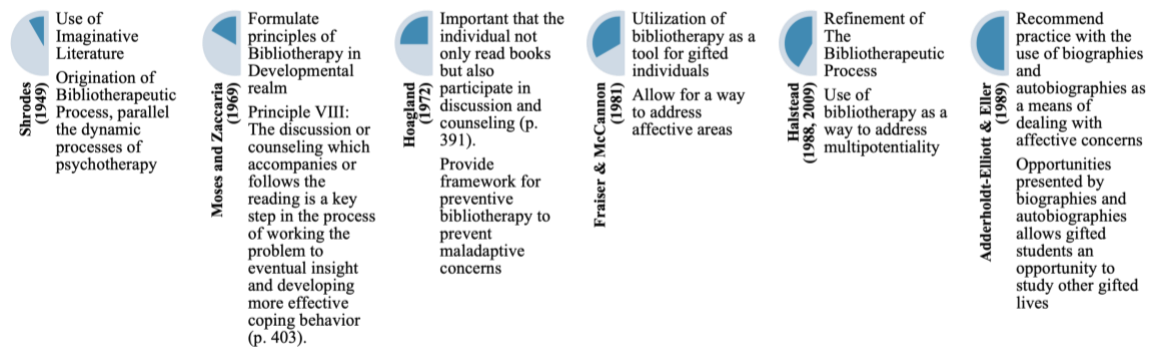 Shrodes
(1949)
Use of
Imaginative
Literature
Origination of
Bibliotherapeutic
Process, parallel
the dynamic
processes of
psychotherapy
Moses and Zaccaria
(1969)
Formulate
principles of
Bibliotherapy in
Developmental
realm
Principle VIII:
The discussion or
counseling which
accompanies or
follows the
reading is a key
step in the process
of working the
problem to
eventual insight
and developing
more effective
coping behavior
(p. 403).
Hoagland
(1972)
Important that the
individual not
only read books
but also
participate in
discussion and
counseling (p.
391).
Provide
framework for
preventive
bibliotherapy to
prevent
maladaptive
concerns
Fraiser & McCannon
(1981)
Utilization of
bibliotherapy as a
tool for gifted
individuals
Allow for a way
to address
affective areas
Halstead
(1988, 2009)
Refinement of
The
Bibliotherapeutic
Process
Use of
bibliotherapy as a
way to address
multipotentiality
Adderholdt-Elliott & Eller
(1989)
Recommend
practice with the
use of biographies
and
autobiographies as
a means of
dealing with
affective concerns
Opportunities
presented by
biographies and
autobiographies
allows gifted
students an
opportunity to
study other gifted
lives